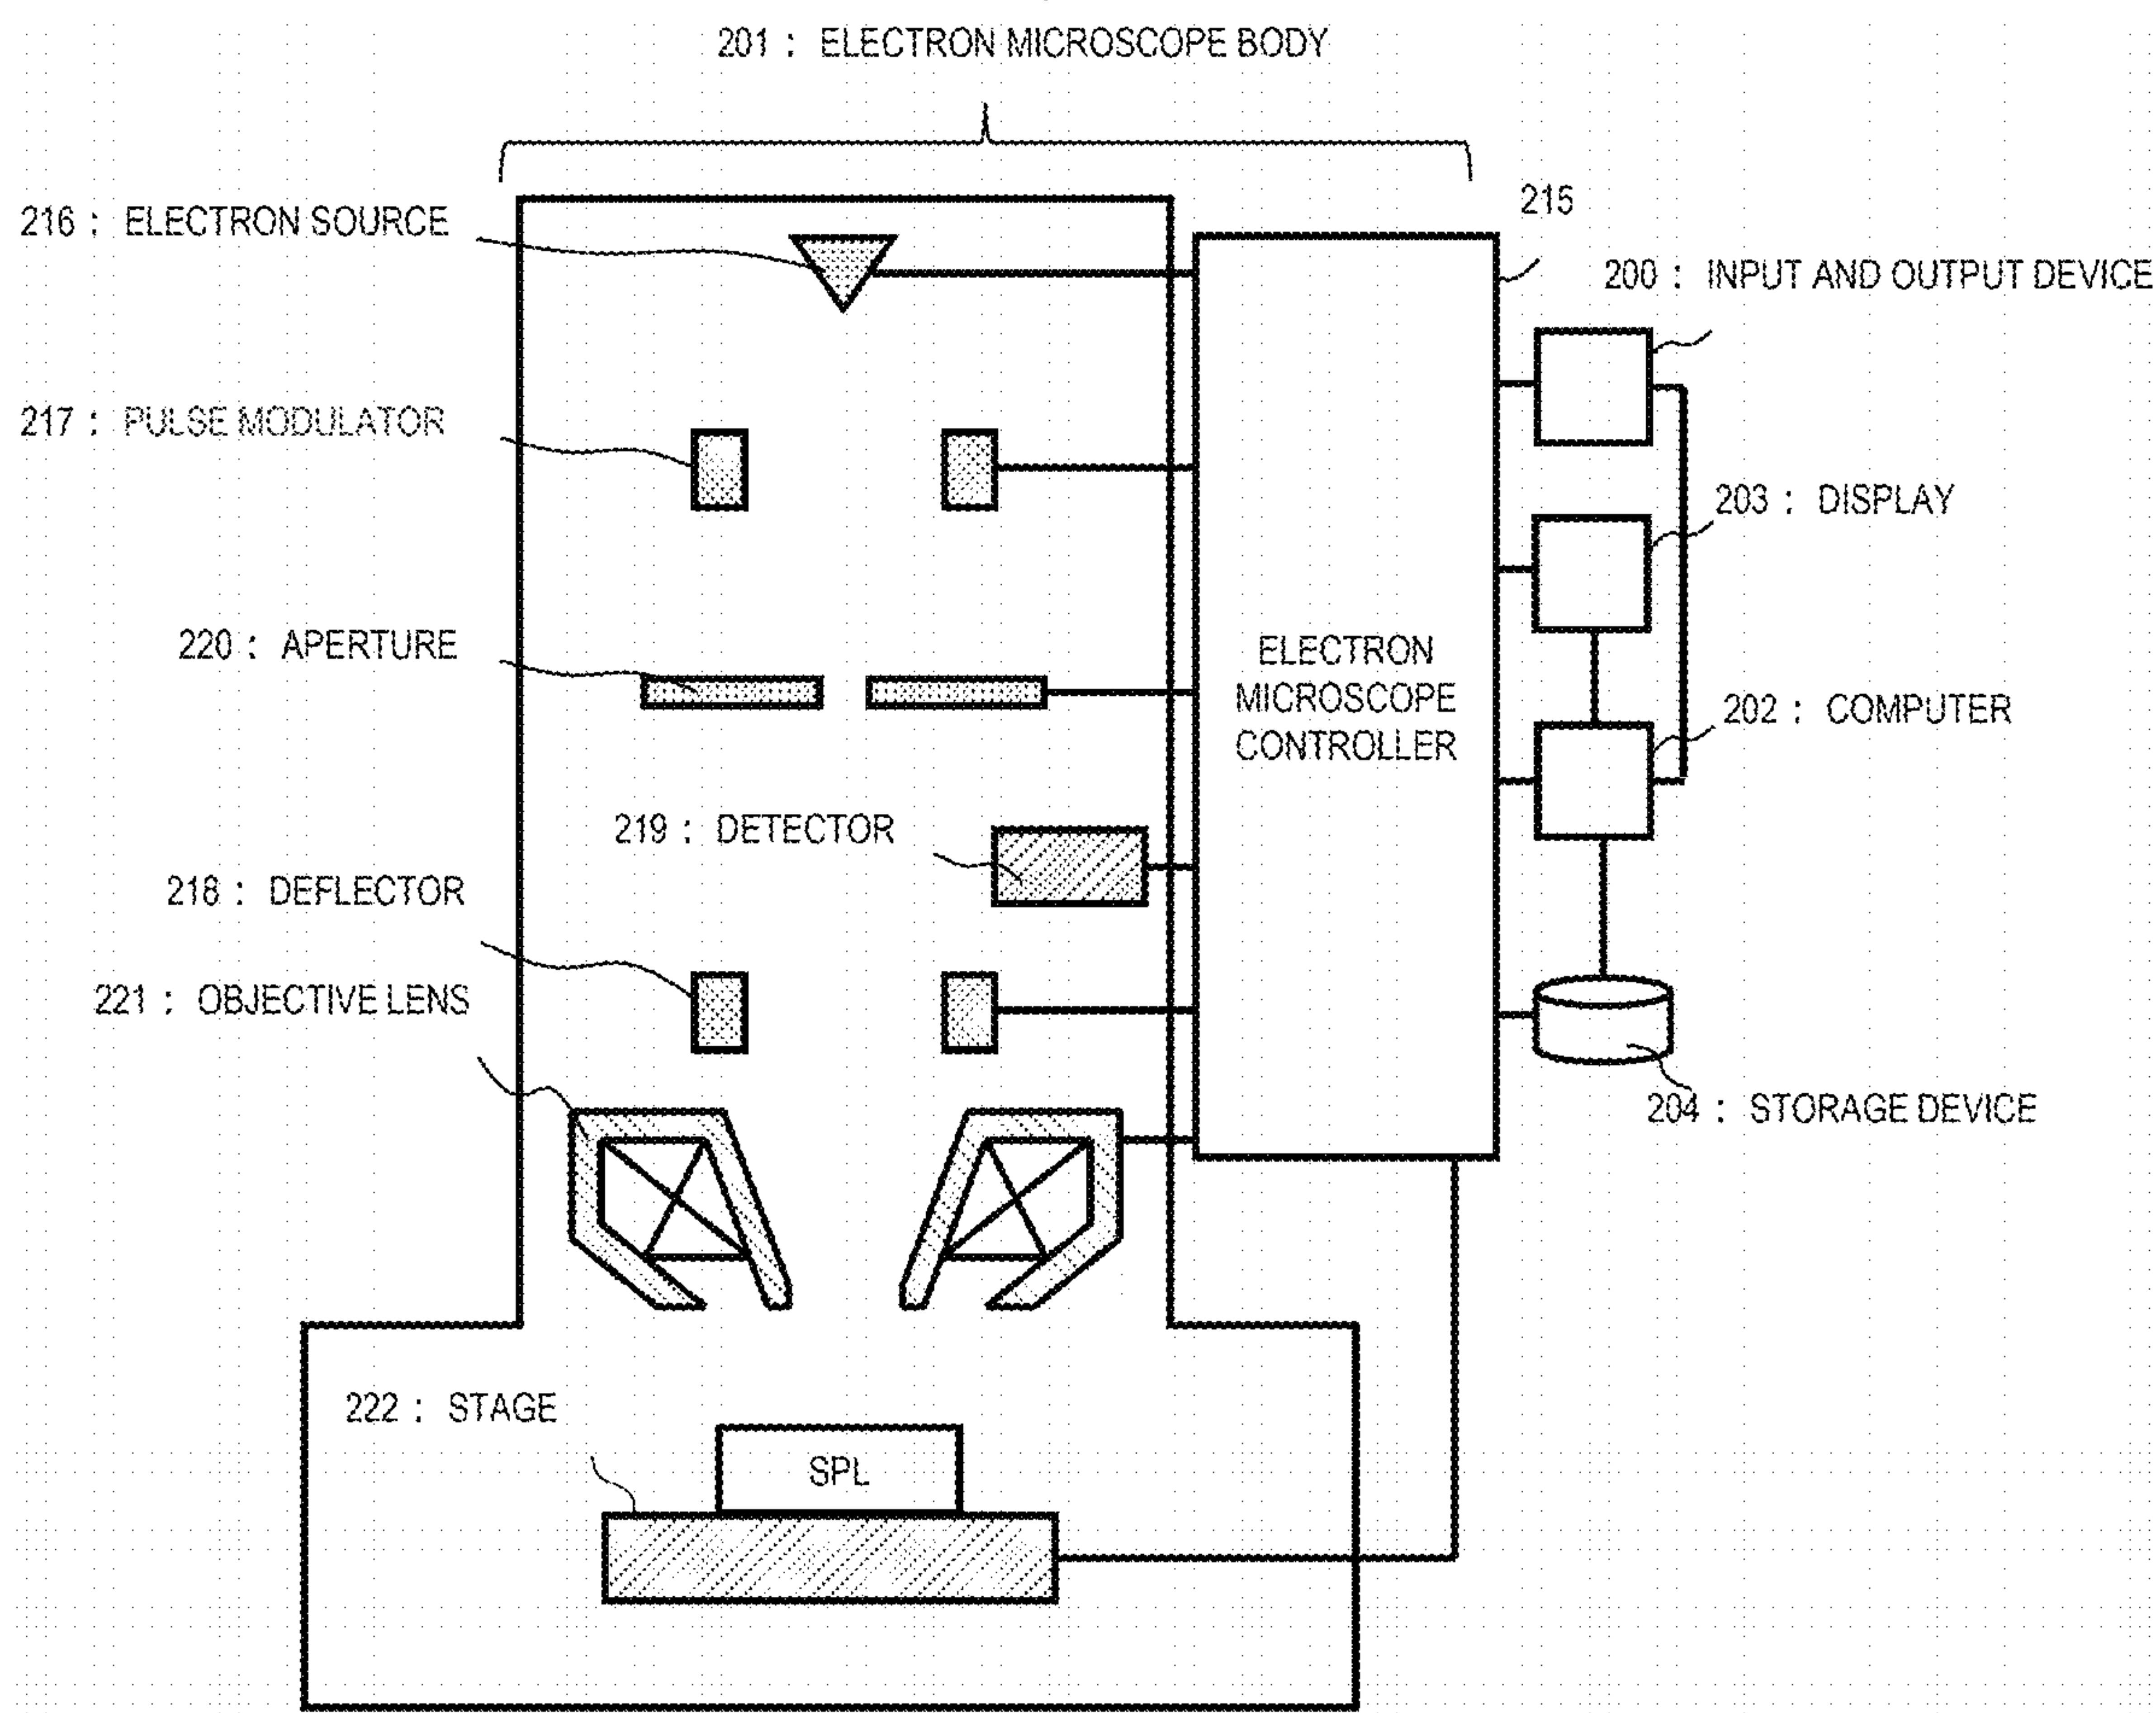 201 : ELECTRON MICROSCOPE BODY
215
216 : ELECTRON SOURCE
200 : INPUT AND OUTPUT DEVICE
217 : PULSE MODULATOR
203 : DISPLAY
220 : APERTURE
ELECTRON
MICROSCOPE
CONTROLLER
202 : COMPUTER
219 : DETECTOR
218 : DEFLECTOR
221 : OBJECTIVE LENS
204 : STORAGE DEVICE
222 : STAGE
SPL